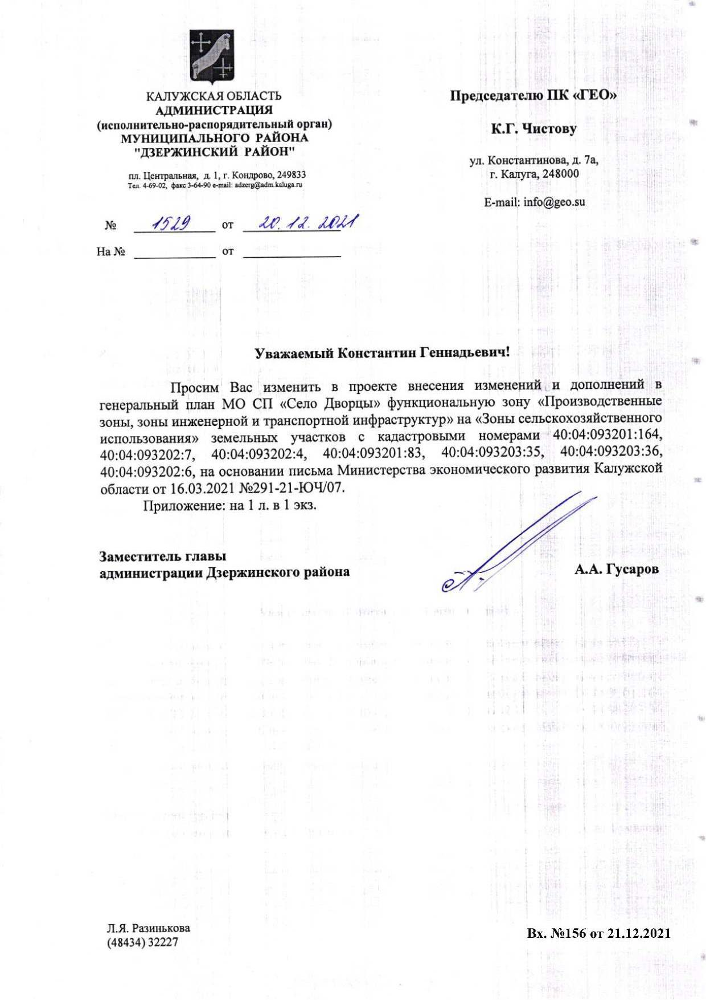 КАЛУЖСКАЯ ОБЛАСТЬ
АДМИНИСТРАЦИЯ
(исполнительно-распорядительный орган)
МУНИЦИПАЛЬНОГО РАЙОНА
"ДЗЕРЖИНСКИЙ РАЙОН"
пл. Центральная, д. 1, г. Кондрово, 249833
Тел. 4-69-02, факс 3-64-90 e-mail: adzerg@adm.kaluga.ru
№ 1529 от 20.12.2021
На № от
Председателю ПК «ГЕО»
К.Г. Чистову
ул. Константинова, д. 7а,
г. Калуга, 248000
E-mail: info@geo.su
Уважаемый Константин Геннадьевич!
Просим Вас изменить в проекте внесения изменений и дополнений в
генеральный план МО СП «Село Дворцы» функциональную зону «Производственные
зоны, зоны инженерной и транспортной инфраструктур» на «Зоны сельскохозяйственного
использования» земельных участков с кадастровыми номерами 40:04:093201:164,
40:04:093202:7, 40:04:093202:4, 40:04:093201:83, 40:04:093203:35, 40:04:093203:36,
40:04:093202:6, на основании письма Министерства экономического развития Калужской
области от 16.03.2021 №291-21-ЮЧ/07.
Приложение: на 1 л. в 1 экз.
Заместитель главы
администрации Дзержинского района
А.А. Гусаров
Л.Я. Разинькова
(48434) 32227
Вх. №156 от 21.12.2021